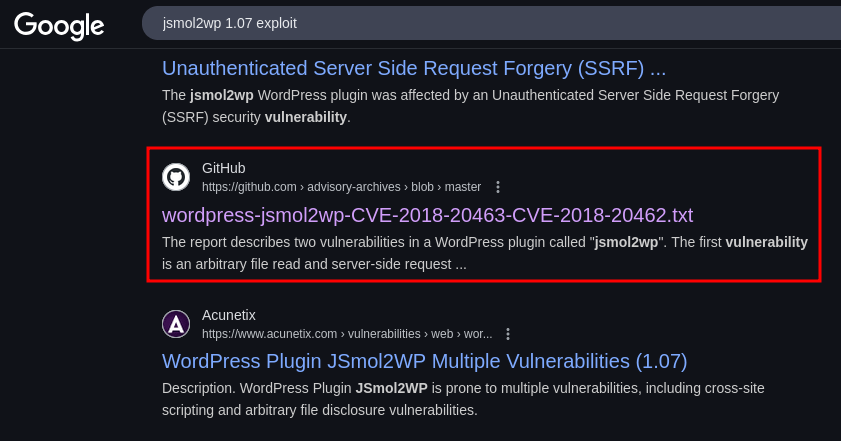 Google
jsmol2wp 1.07 exploit
Unauthenticated Server Side Request Forgery (SSRF) ...
The jsmol2wp WordPress plugin was affected by an Unauthenticated Server Side Request Forgery
(SSRF) security vulnerability.
GitHub
https://github.com › advisory-archives › blob › master
wordpress-jsmol2wp-CVE-2018-20463-CVE-2018-20462.txt
The report describes two vulnerabilities in a WordPress plugin called "jsmol2wp". The first vulnerability
is an arbitrary file read and server-side request ...
Acunetix
https://www.acunetix.com › vulnerabilities › web › wor...
WordPress Plugin JSmol2WP Multiple Vulnerabilities (1.07)
Description. WordPress Plugin JSmol2WP is prone to multiple vulnerabilities, including cross-site
scripting and arbitrary file disclosure vulnerabilities.